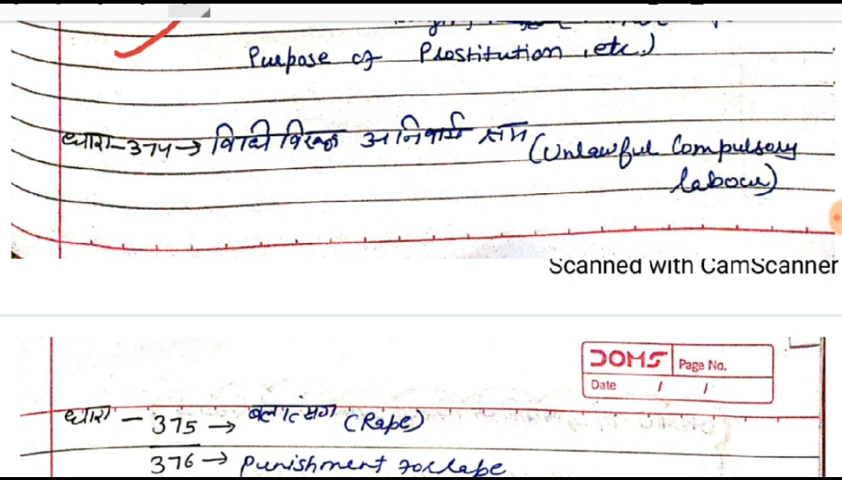 Purpose of Prostitution, etc.)
धारा-374→ विधि विरुद्ध अनिवार्य श्रम (Unlawful Compulsory
labour)
Scanned with CamScanner
DOMS Page No.
Date / /
धारा - 375 → बलात्संग (Rape)
376 → Punishment for rape